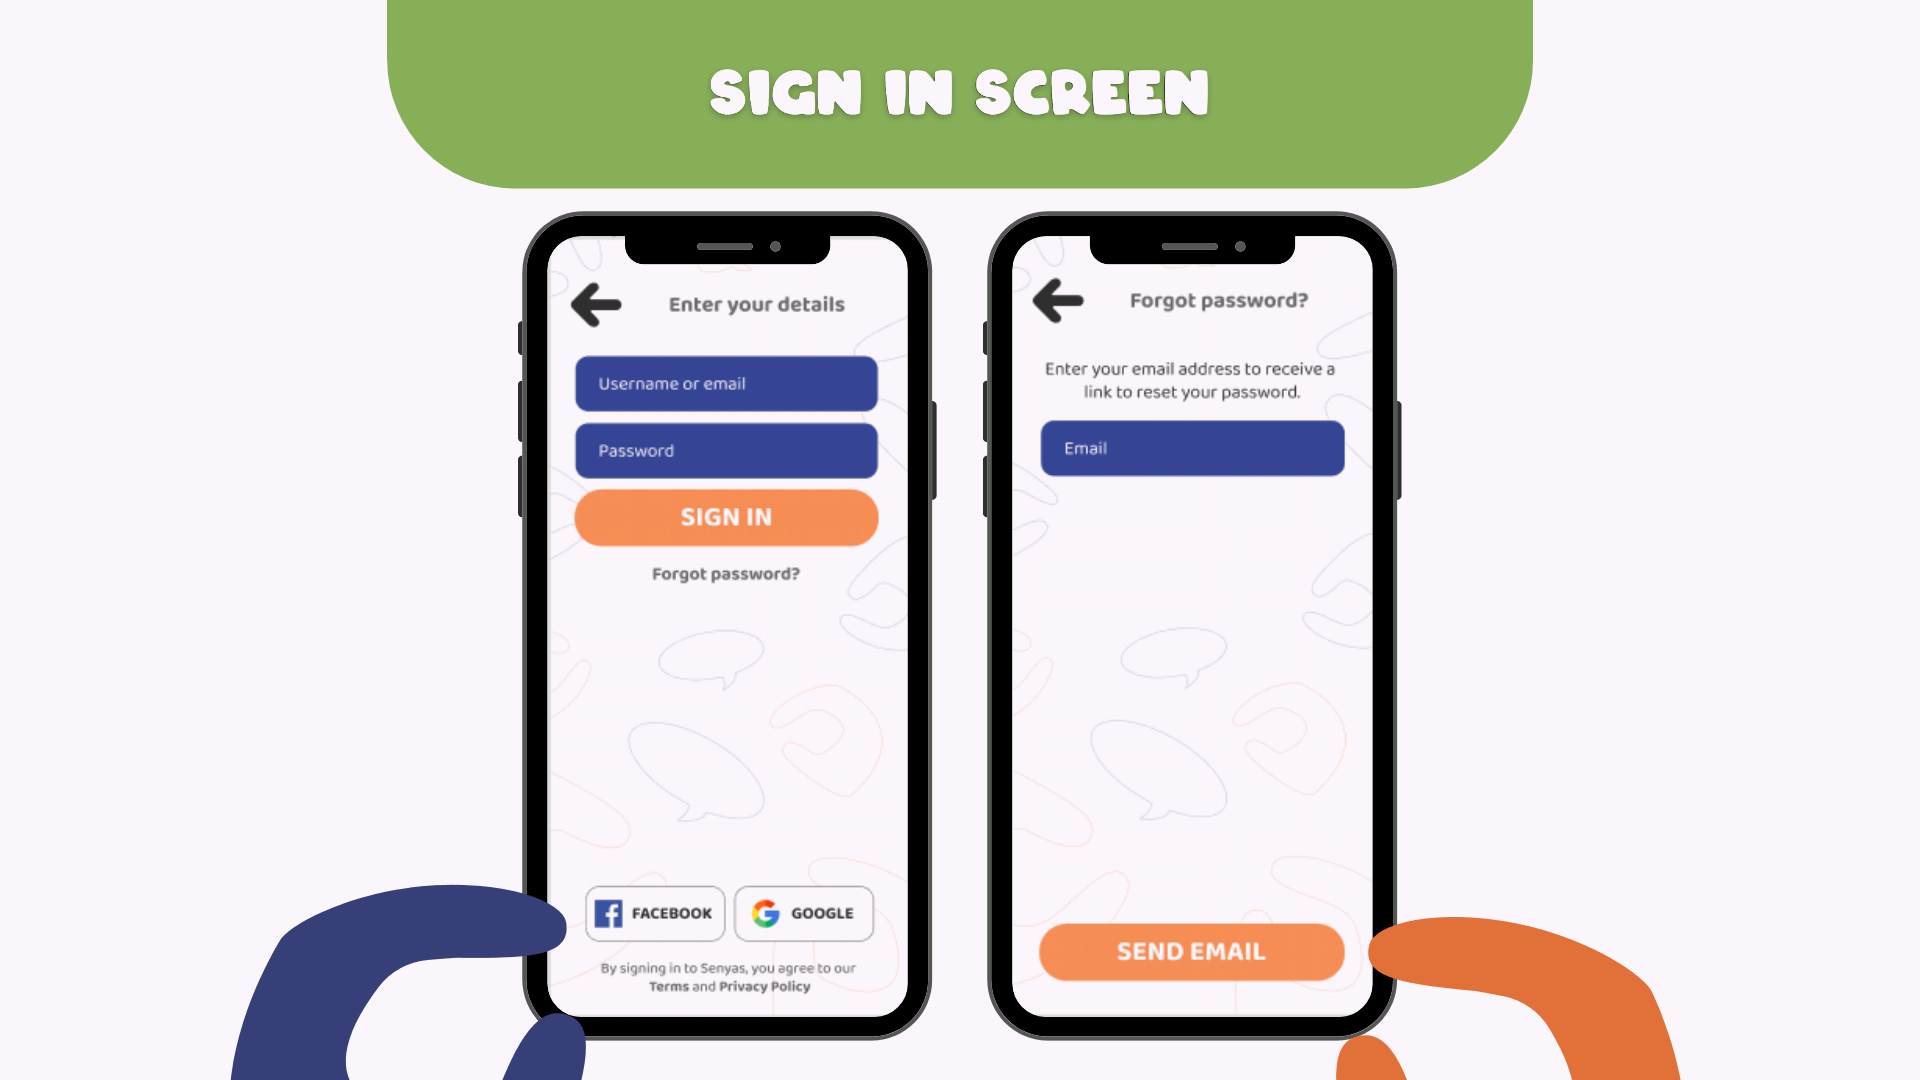 SIGN IN SCREEN
Enter your details
Username or email
Password
SIGN IN
Forgot password?
FACEBOOK
GOOGLE
By signing in to Senyas, you agree to our
Terms and Privacy Policy
Forgot password?
Enter your email address to receive a
link to reset your password.
Email
SEND EMAIL